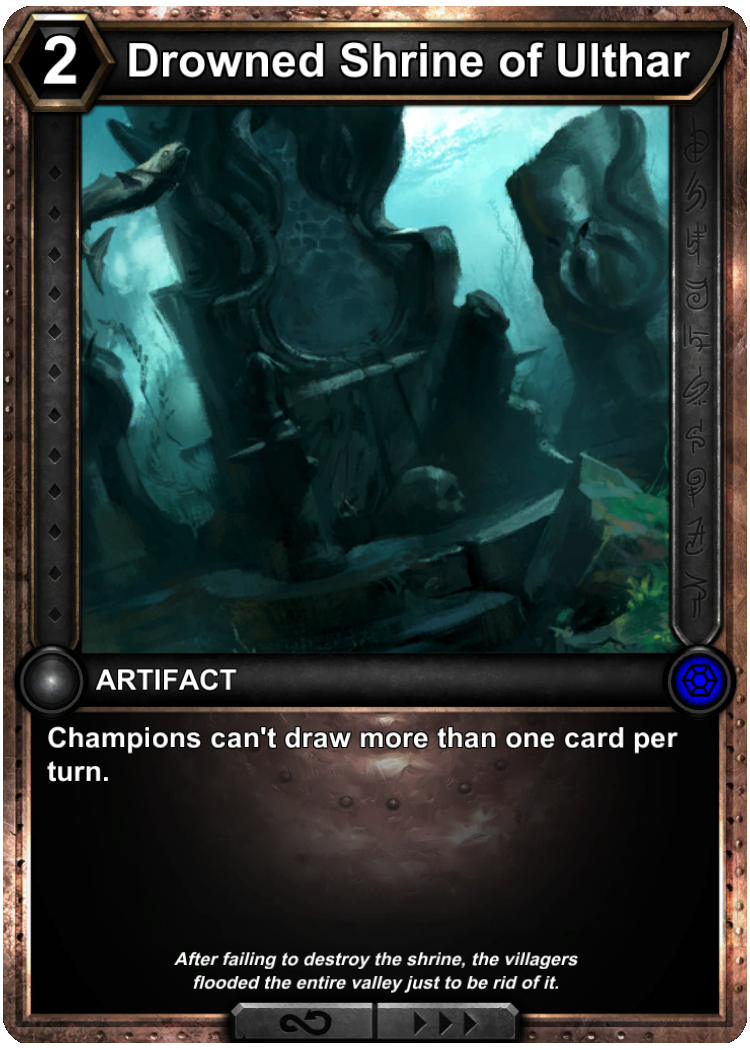 2
Drowned Shrine of Ulthar
ARTIFACT
Champions can't draw more than one card per
turn.
After failing to destroy the shrine, the villagers
flooded the entire valley just to be rid of it.